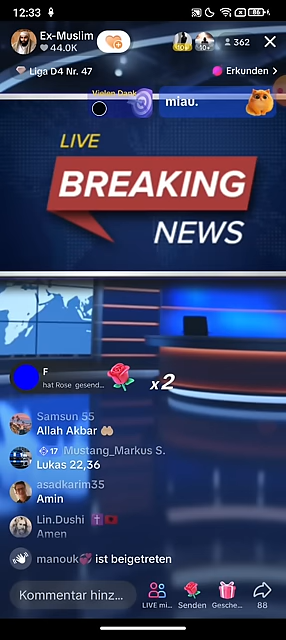 12:33
86
Ex-Muslim
44.0K
10+
362
Liga D4 Nr. 47
Erkunden
Vielen Dank
miau.
LIVE
BREAKING
NEWS
F
hat Rose gesend...
x2
Samsun 55
Allah Akbar 🤲🏼
17 Mustang_Markus S.
Lukas 22,36
asadkarim35
Amin
Lin.Dushi ✝️🇦🇱
Amen
manouk💞 ist beigetreten
Kommentar hinz...
LIVE mi...
Senden
Gesche...
88